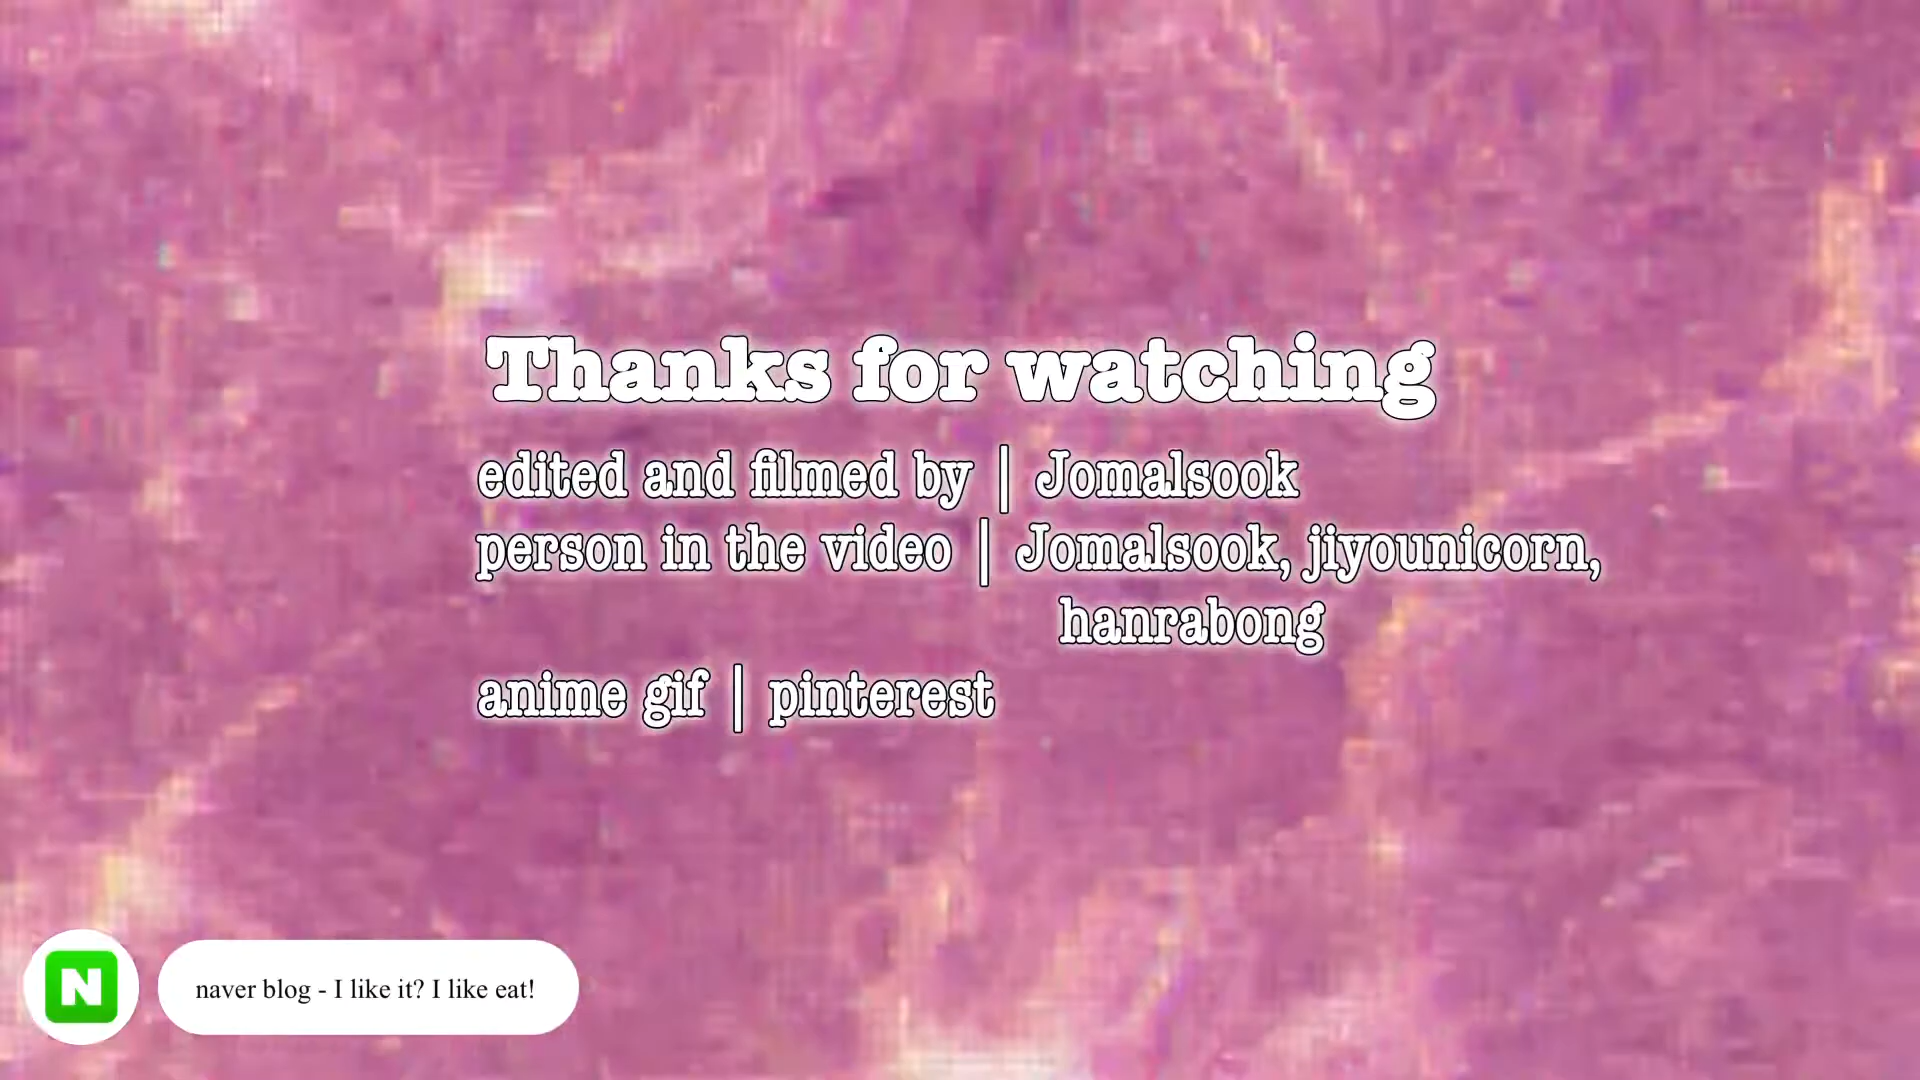 Thanks for watching
edited and filmed by | Jomalsook
person in the video | Jomalsook, jiyounicorn,
hanrabong
anime gif | pinterest
N
naver blog - I like it? I like eat!